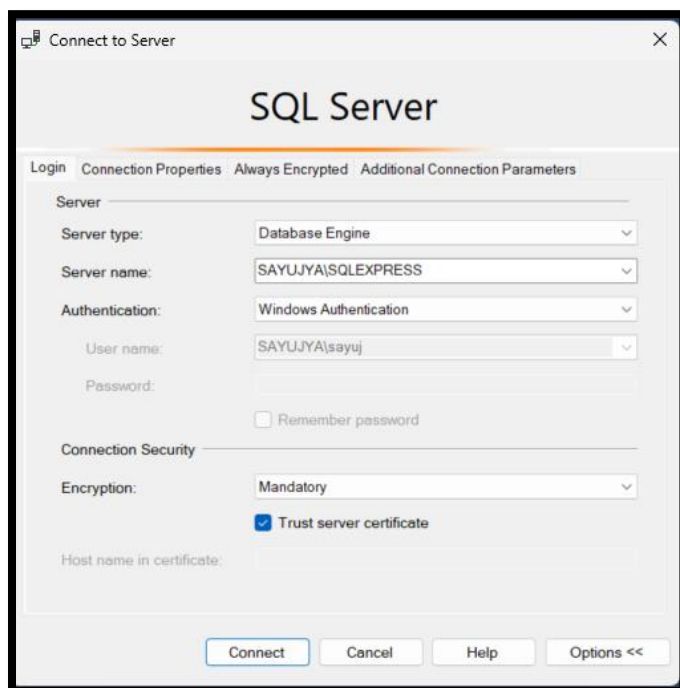 Connect to Server
SQL Server
Login Connection Properties Always Encrypted Additional Connection Parameters
Server
Server type: Database Engine
Server name: SAYUJYA\SQLEXPRESS
Authentication: Windows Authentication
User name: SAYUJYA\sayuj
Password:
Remember password
Connection Security
Encryption: Mandatory
Trust server certificate
Host name in certificate:
Connect Cancel Help Options <<